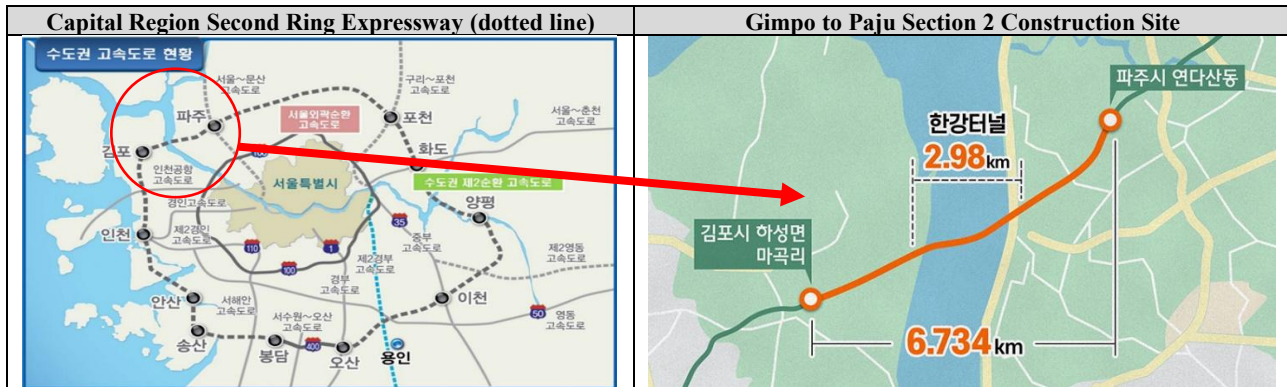 Capital Region Second Ring Expressway (dotted line)
Gimpo to Paju Section 2 Construction Site
수도권 고속도로 현황
서울~문산
고속도로
구리~포천
고속도로
서울~춘천
고속도로
파주
서울외곽순환
고속도로
포천
김포
100
화도
인천공항
고속도로
서울특별시
수도권 제2순환 고속도로
경인고속도로
양평
제2경인
고속도로
35
인천
110
1
중부
고속도로
제2영동
고속도로
100
제2경부
고속도로
경부
고속도로
안산
서해안
고속도로
이천
서수원~오산
고속도로
50
영동
고속도로
송산
봉담
400
오산
용인
파주시 연다산동
한강터널
2.98km
김포시 하성면
마곡리
6.734km